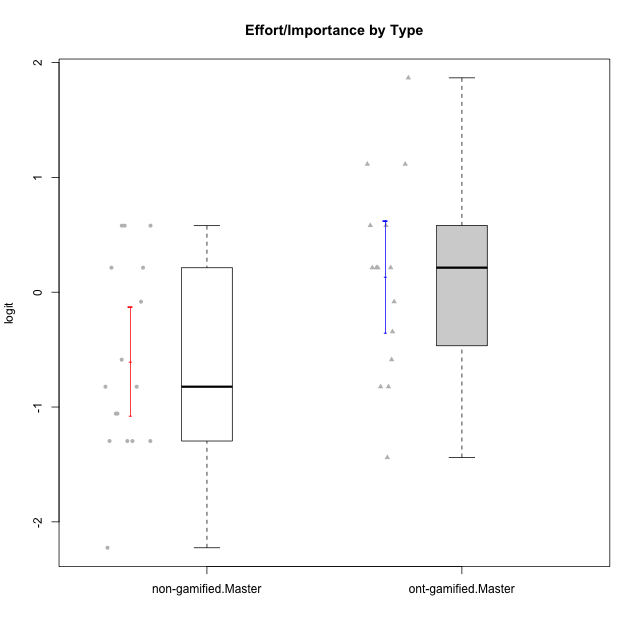 Effort/Importance by Type
logit
2
1
0
-1
-2
non-gamified.Master
ont-gamified.Master